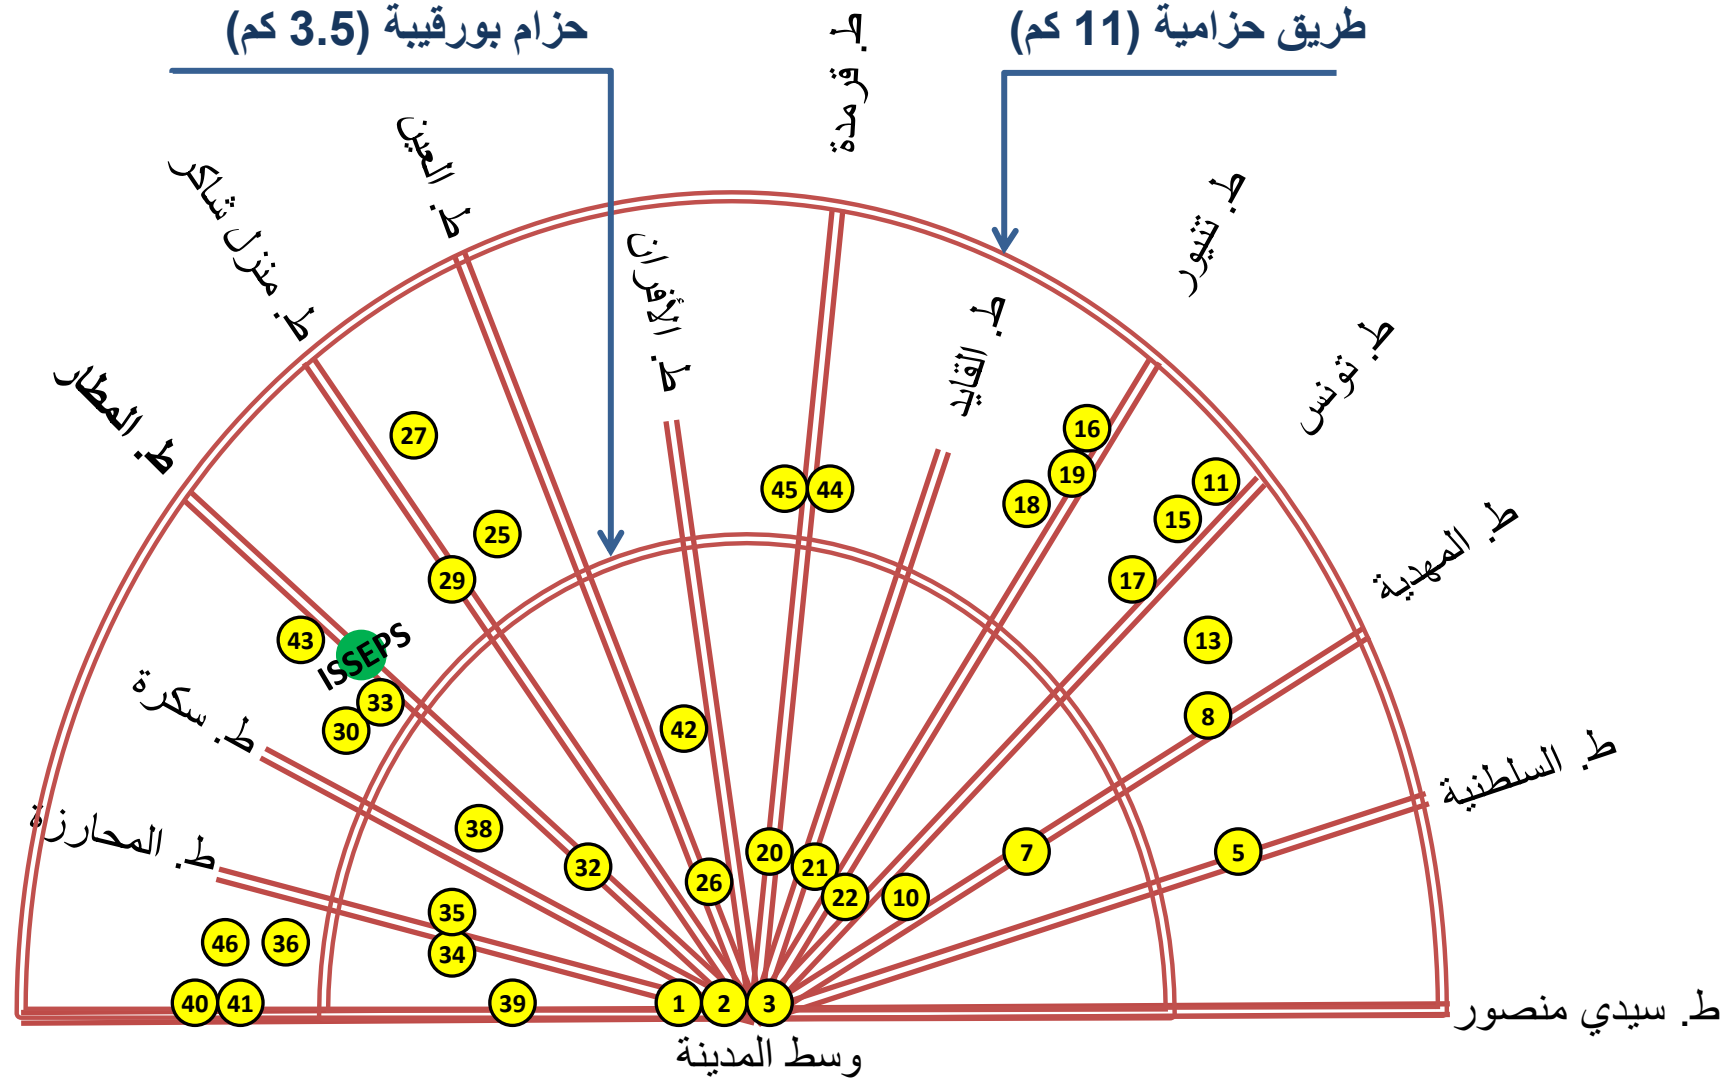 طريق حزامية (11 كم)
حزام بورقيبة (3.5 كم)
ط. قرمدة
ط. العين
ط. منزل شاكر
ط. الأفران
ط. تنيور
ط. القايد
ط. تونس
ط. المطار
ط. المهدية
ط. سكرة
ط. السلطنية
ط. المحارزة
ط. سيدي منصور
وسط المدينة
ISSEPS
27
16
19
18
45
44
11
15
25
29
17
43
13
33
30
8
42
38
32
20
21
7
5
26
22
10
35
34
46
36
40
41
39
1
2
3